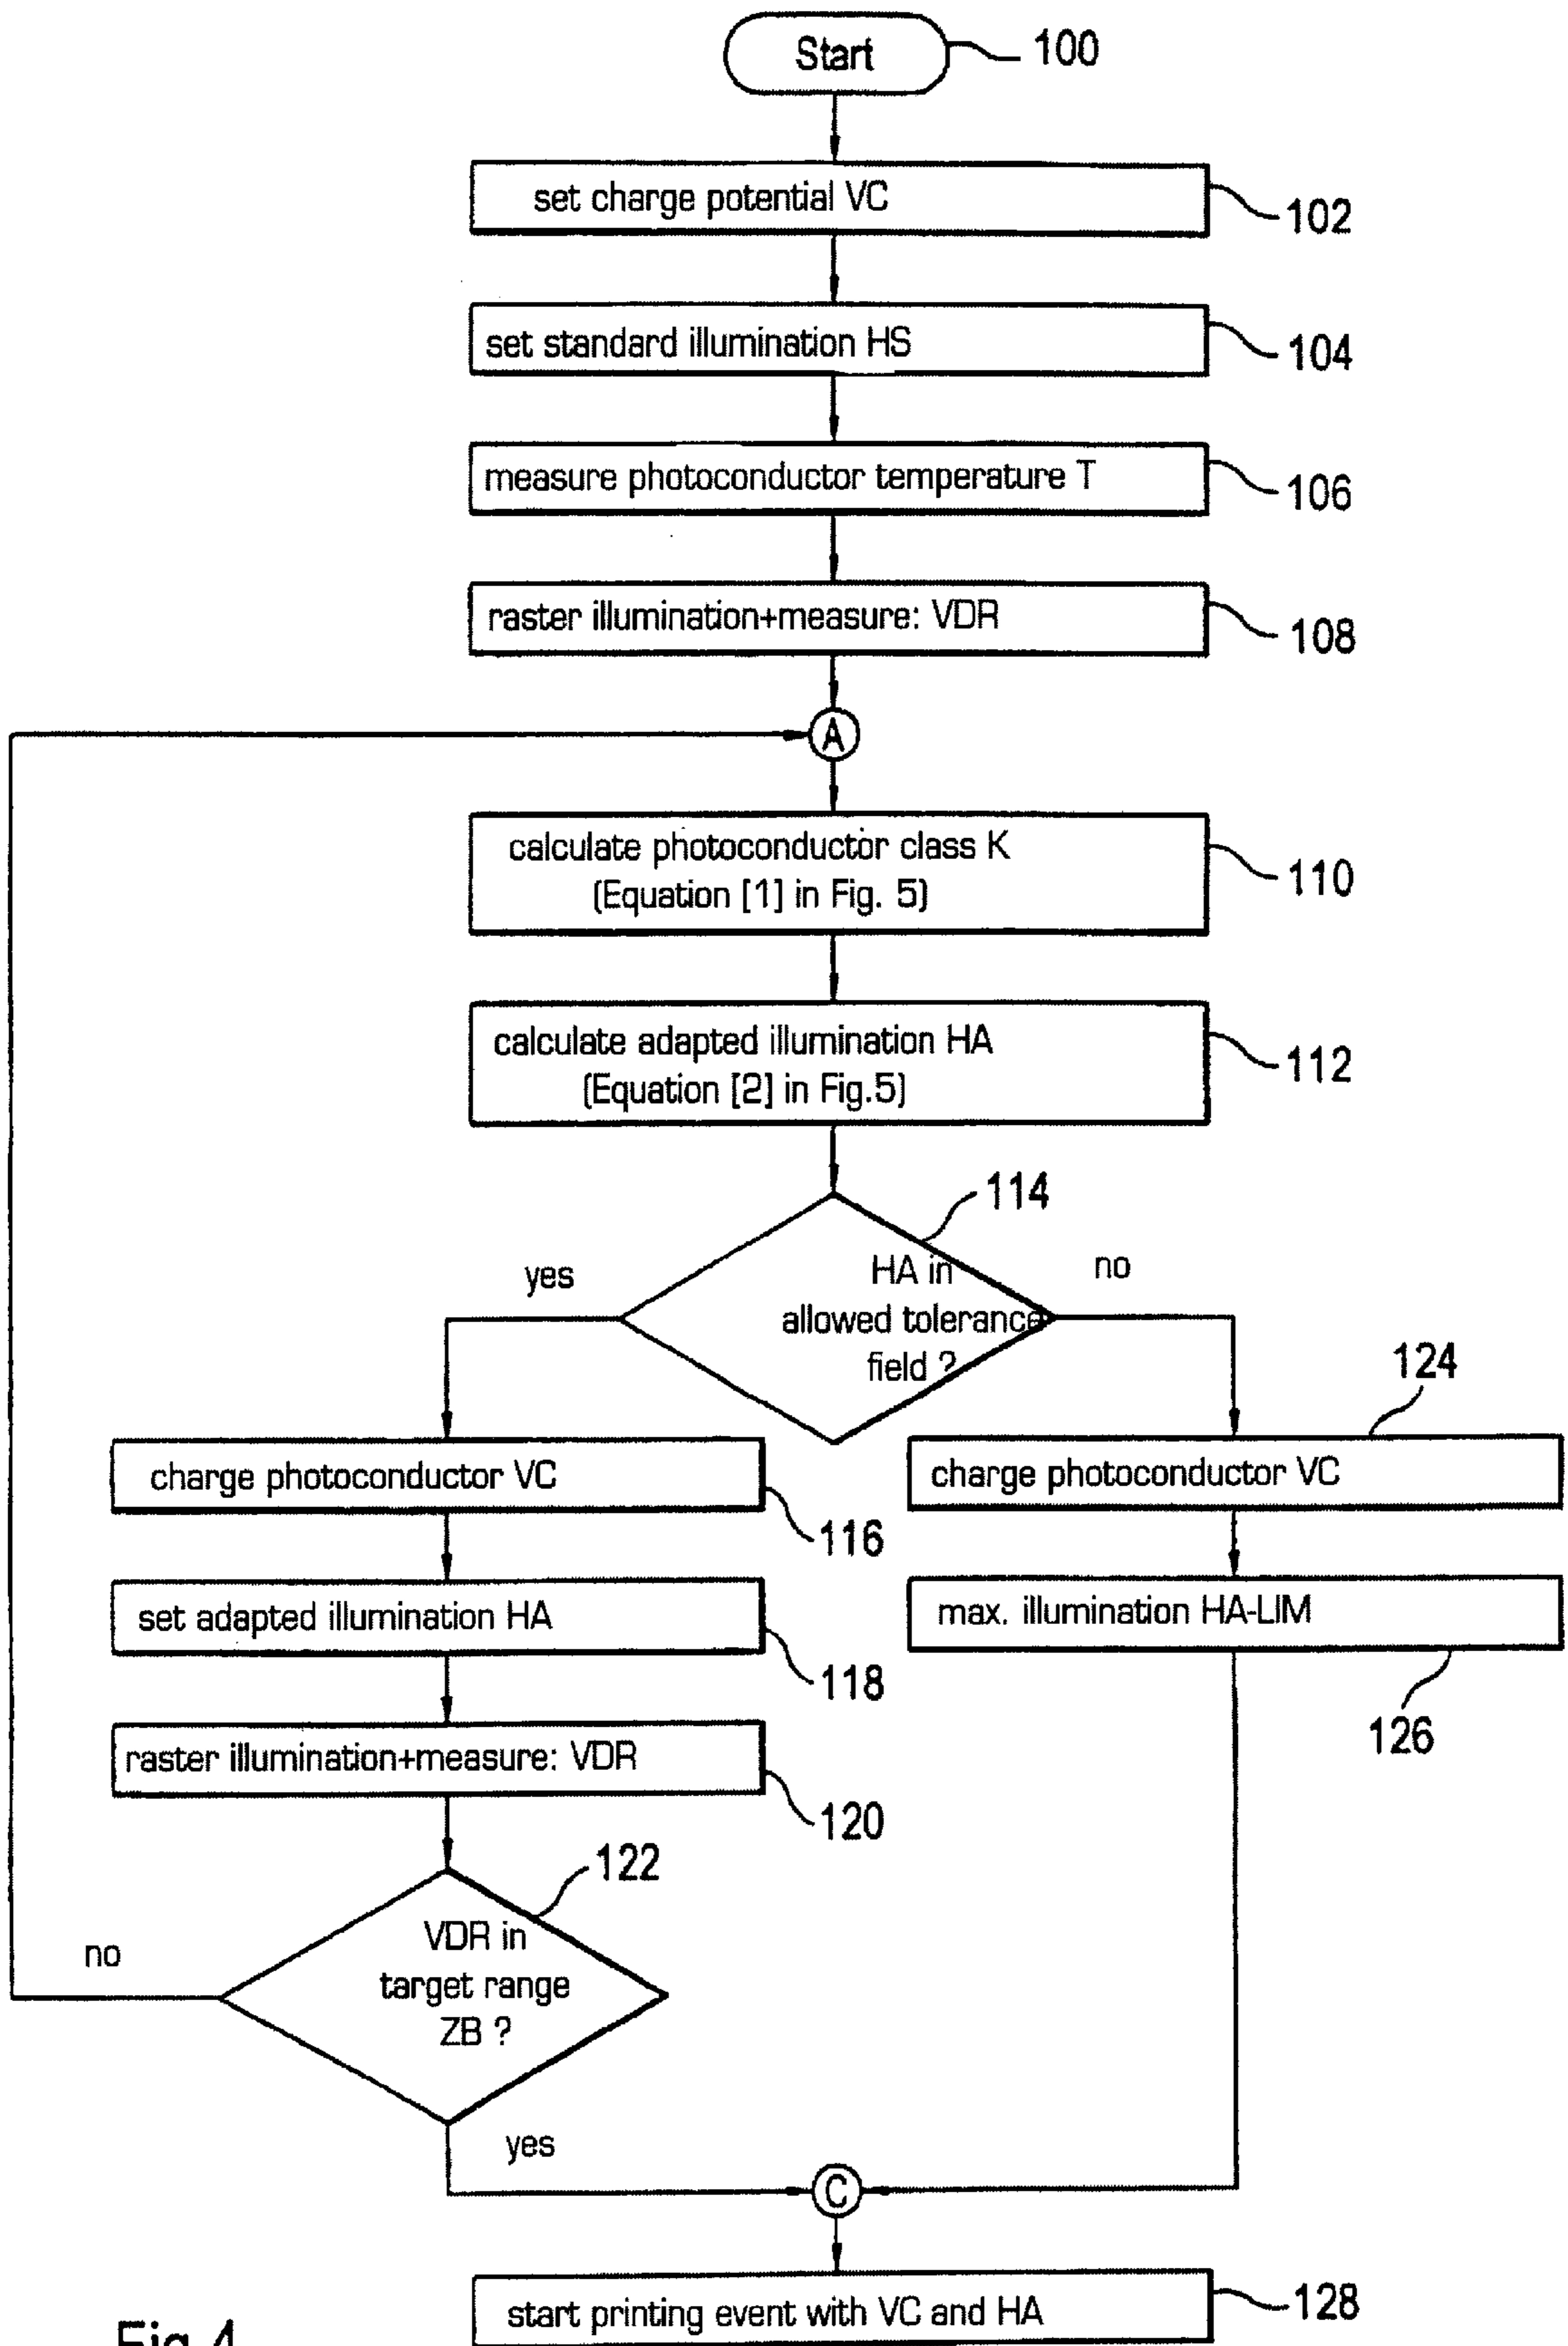 Start
100
set charge potential VC
102
set standard illumination HS
104
measure photoconductor temperature T
106
raster illumination+measure: VDR
108
A
calculate photoconductor class K
(Equation [1] in Fig. 5)
110
calculate adapted illumination HA
(Equation [2] in Fig.5)
112
114
yes
HA in
allowed tolerance
field ?
no
124
charge photoconductor VC
116
charge photoconductor VC
set adapted illumination HA
118
max. illumination HA-LIM
126
raster illumination+measure: VDR
120
122
VDR in
target range
ZB ?
no
yes
C
start printing event with VC and HA
128
Fig.4